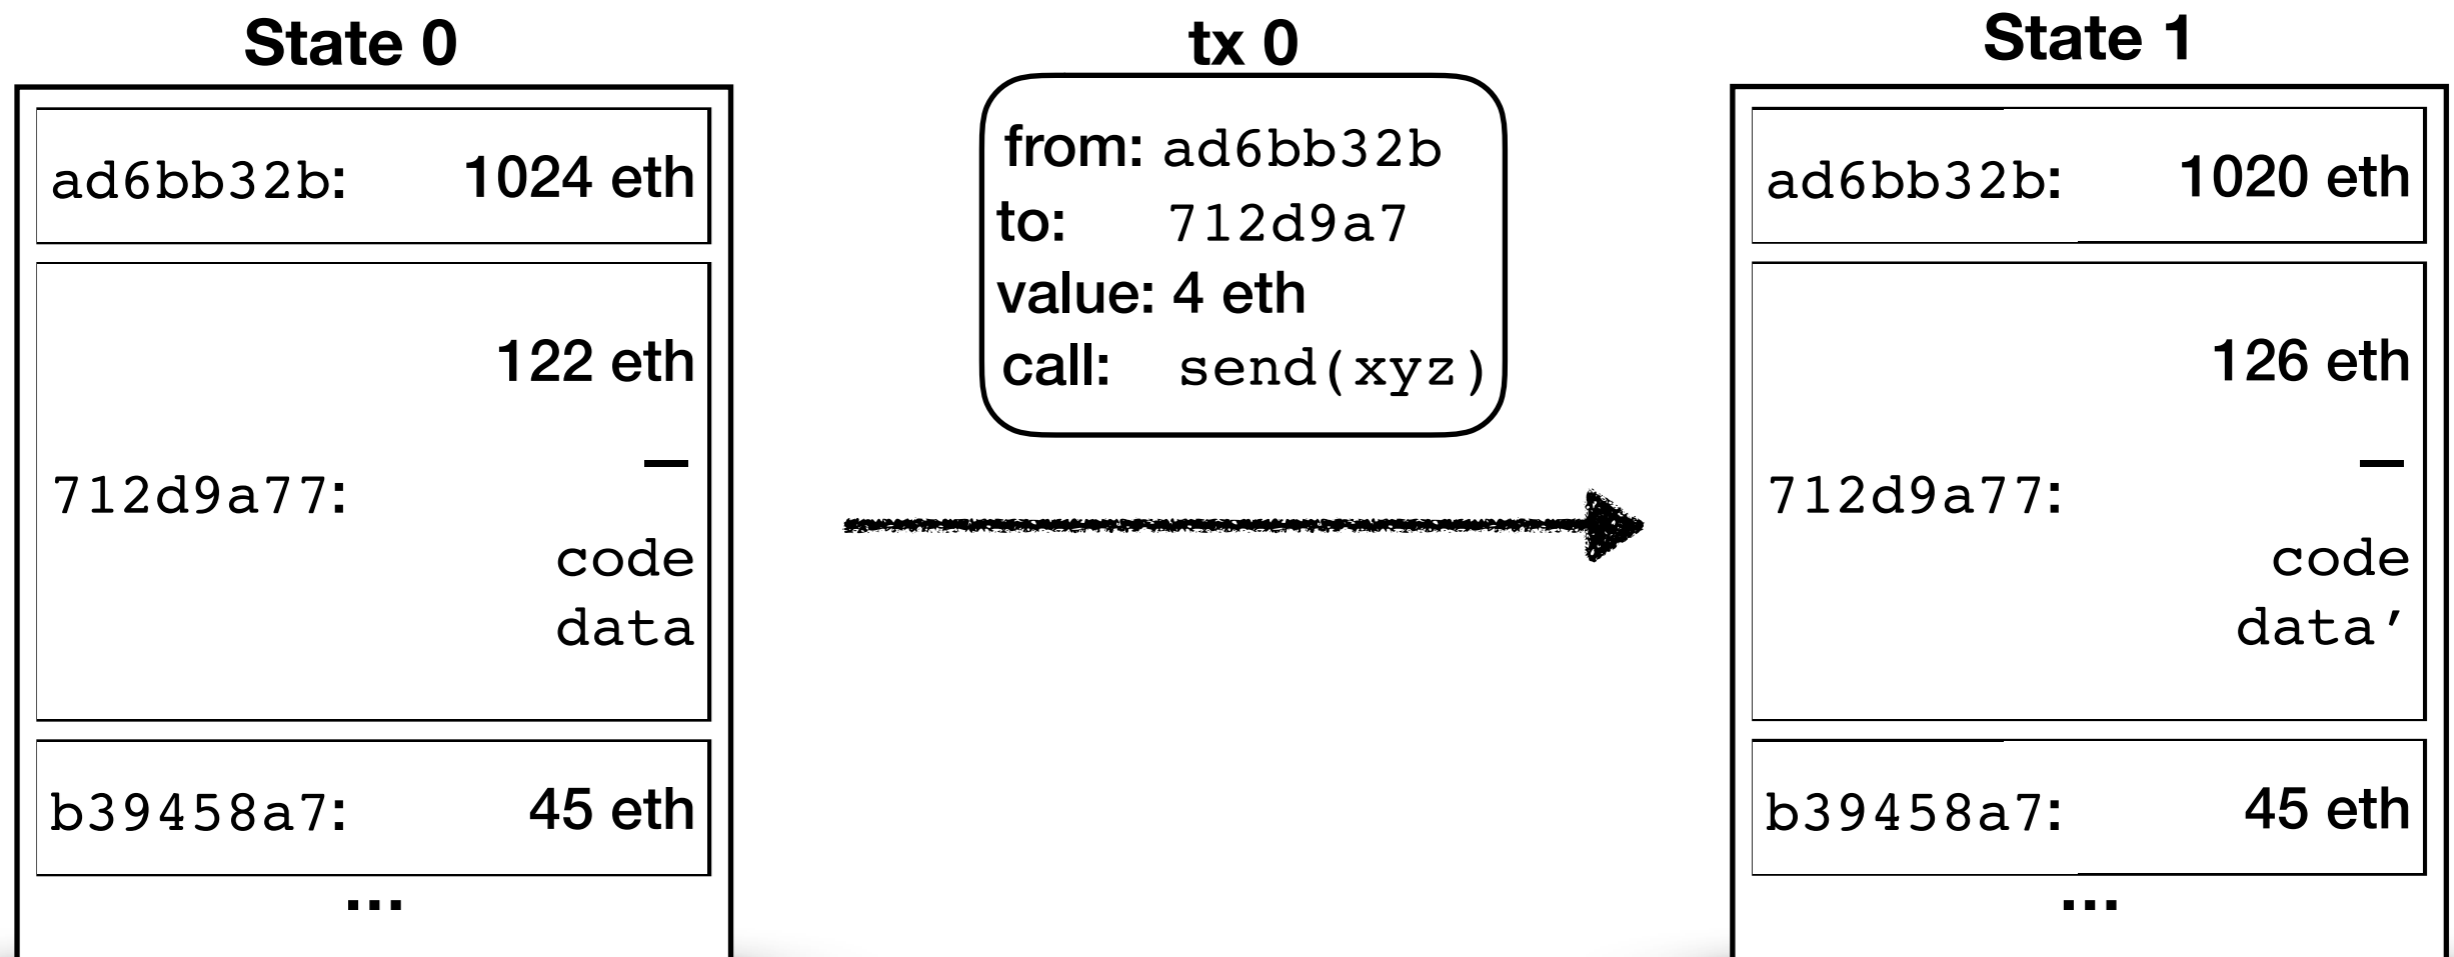 State 0
ad6bb32b: 1024 eth
122 eth
–
712d9a77:
code
data
b39458a7: 45 eth
...
tx 0
from: ad6bb32b
to: 712d9a7
value: 4 eth
call: send(xyz)
State 1
ad6bb32b: 1020 eth
126 eth
–
712d9a77:
code
data'
b39458a7: 45 eth
...